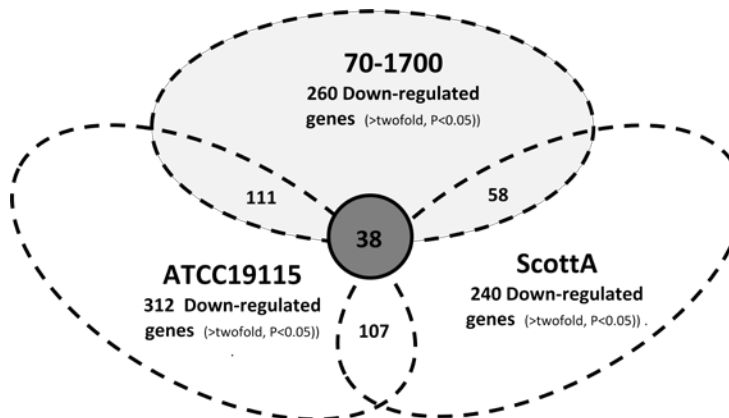 70-1700
260 Down-regulated
genes (>twofold, P<0.05))
111
58
38
ATCC19115
312 Down-regulated
genes (>twofold, P<0.05))
.
ScottA
240 Down-regulated
genes (>twofold, P<0.05)) .
107